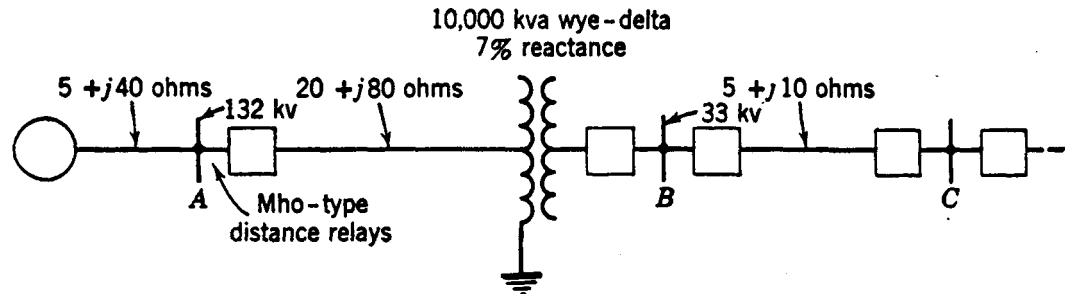 10,000 kva wye-delta
7% reactance
5 + j40 ohms
20 + j80 ohms
5 + j10 ohms
132 kv
33 kv
A
B
C
Mho-type
distance relays